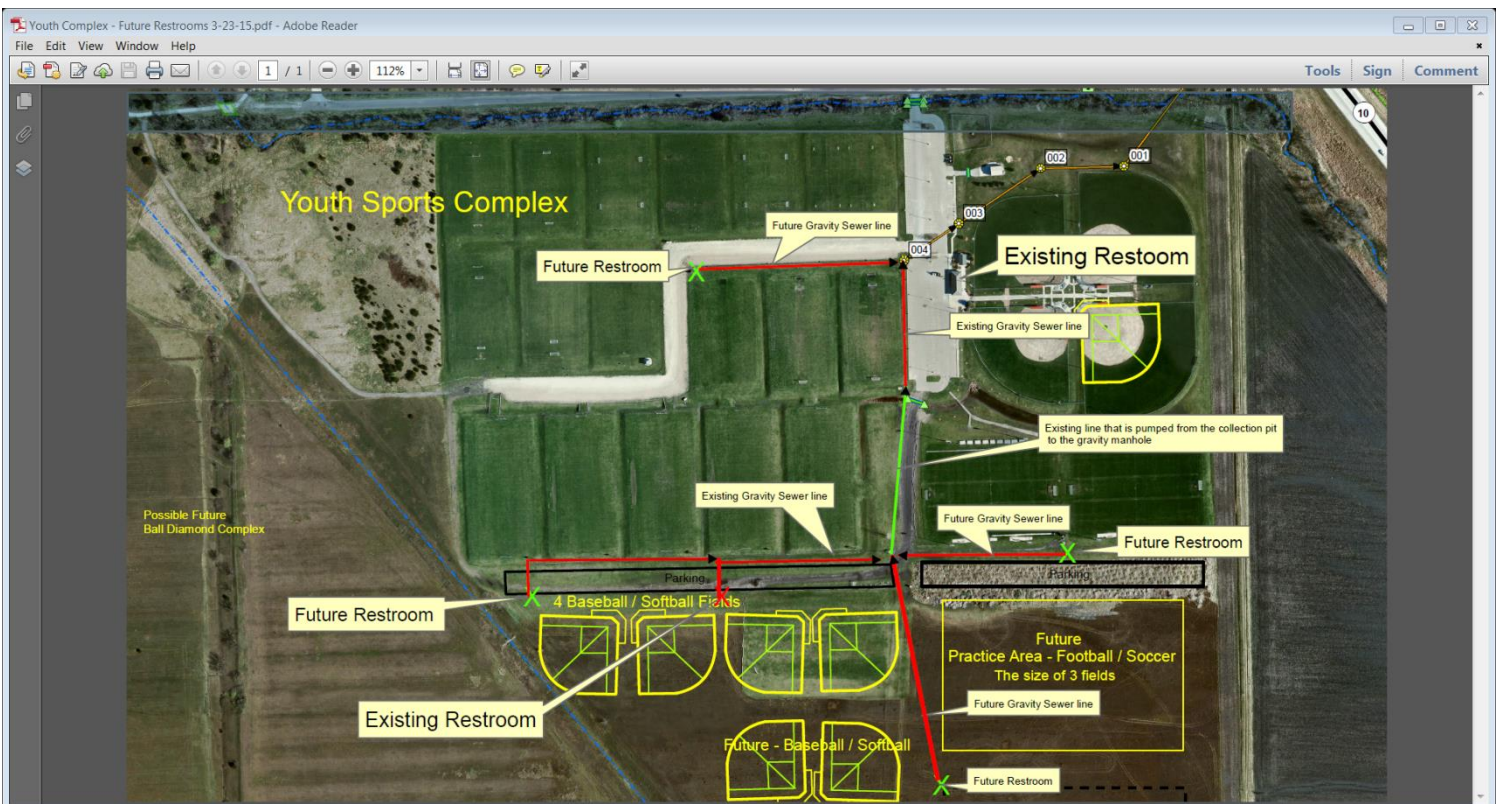 Youth Complex - Future Restrooms 3-23-15.pdf - Adobe Reader
File Edit View Window Help
1 / 1 112% Tools Sign Comment
10
002
001
Youth Sports Complex
003
Future Gravity Sewer line
004
Existing Restoom
Future Restroom
Existing Gravity Sewer line
Existing line that is pumped from the collection pit
to the gravity manhole
Existing Gravity Sewer line
Possible Future
Ball Diamond Complex
Future Gravity Sewer line
Future Restroom
Parking
Parking
4 Baseball / Softball Fields
Future Restroom
Future
Practice Area - Football / Soccer
The size of 3 fields
Future Gravity Sewer line
Existing Restroom
Future - Baseball / Softball
Future Restroom